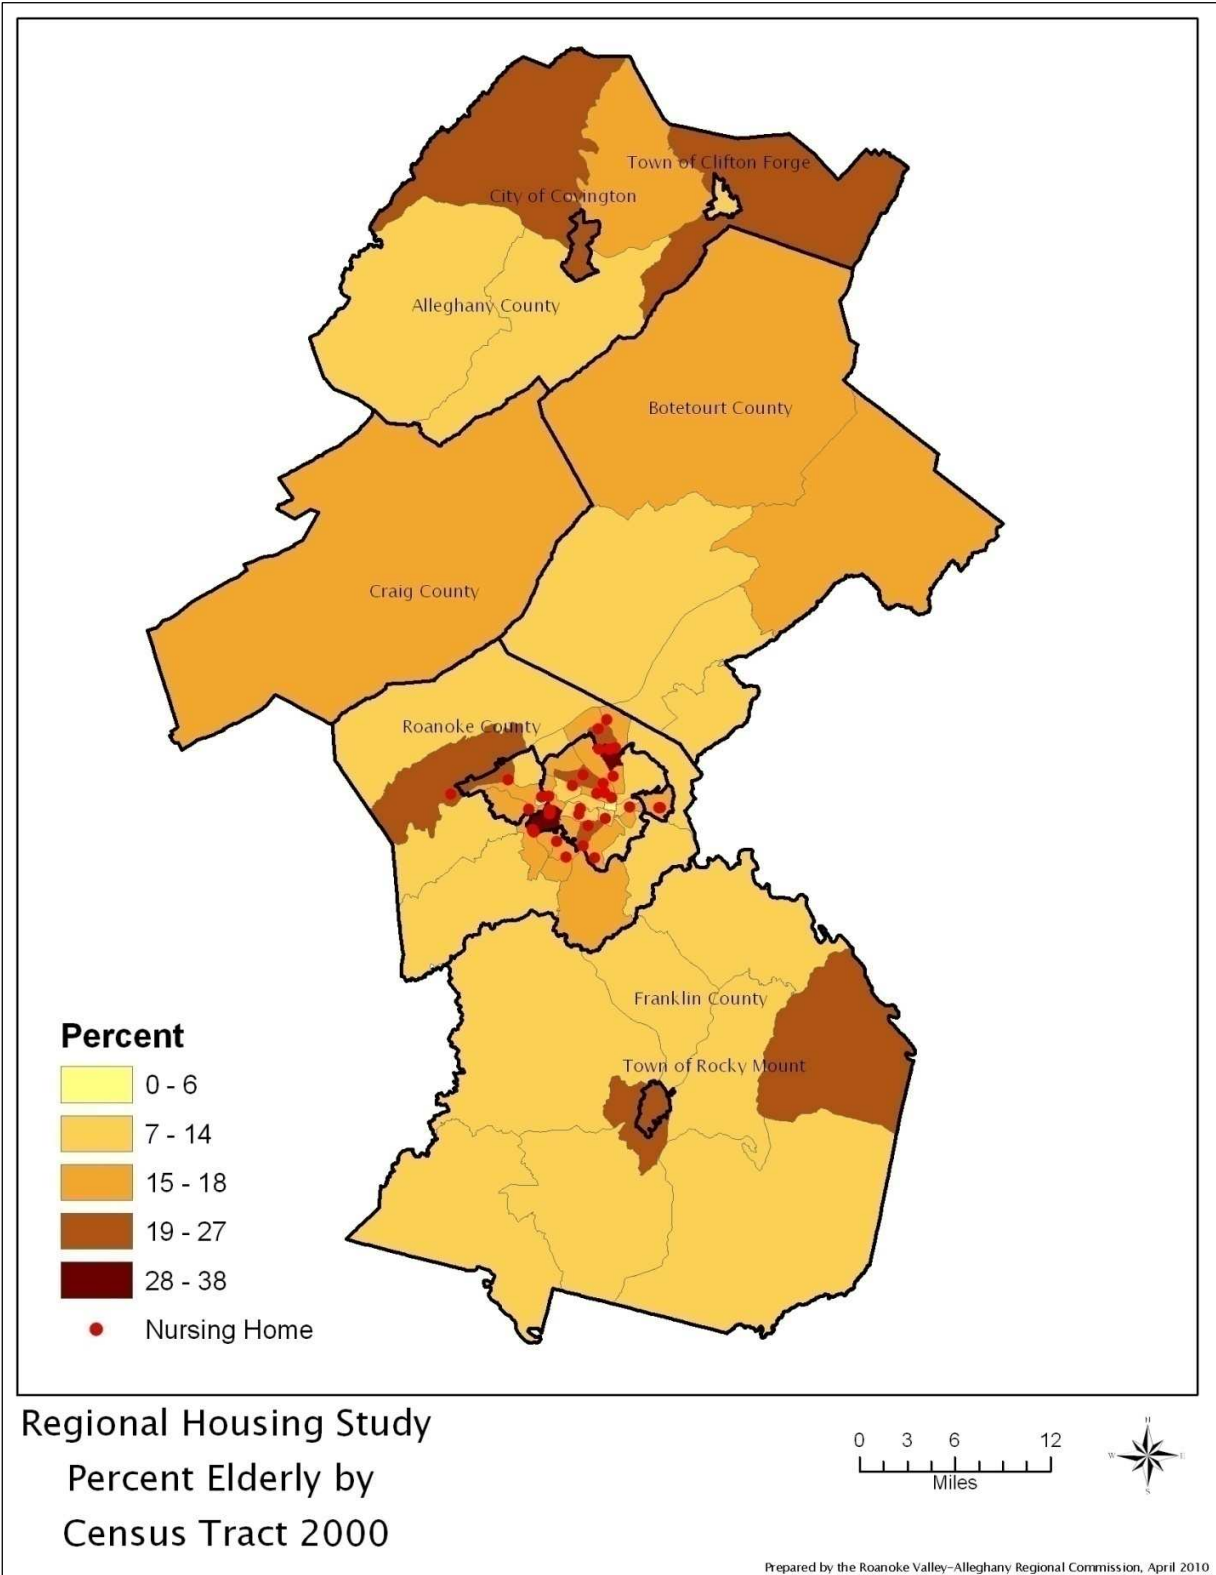 Town of Clifton Forge
City of Covington
Alleghany County
Botetourt County
Craig County
Roanoke County
Franklin County
Town of Rocky Mount
Percent
0 - 6
7 - 14
15 - 18
19 - 27
28 - 38
Nursing Home
Regional Housing Study
Percent Elderly by
Census Tract 2000
0 3 6 12
Miles
N
W E
S
Prepared by the Roanoke Valley-Alleghany Regional Commission, April 2010